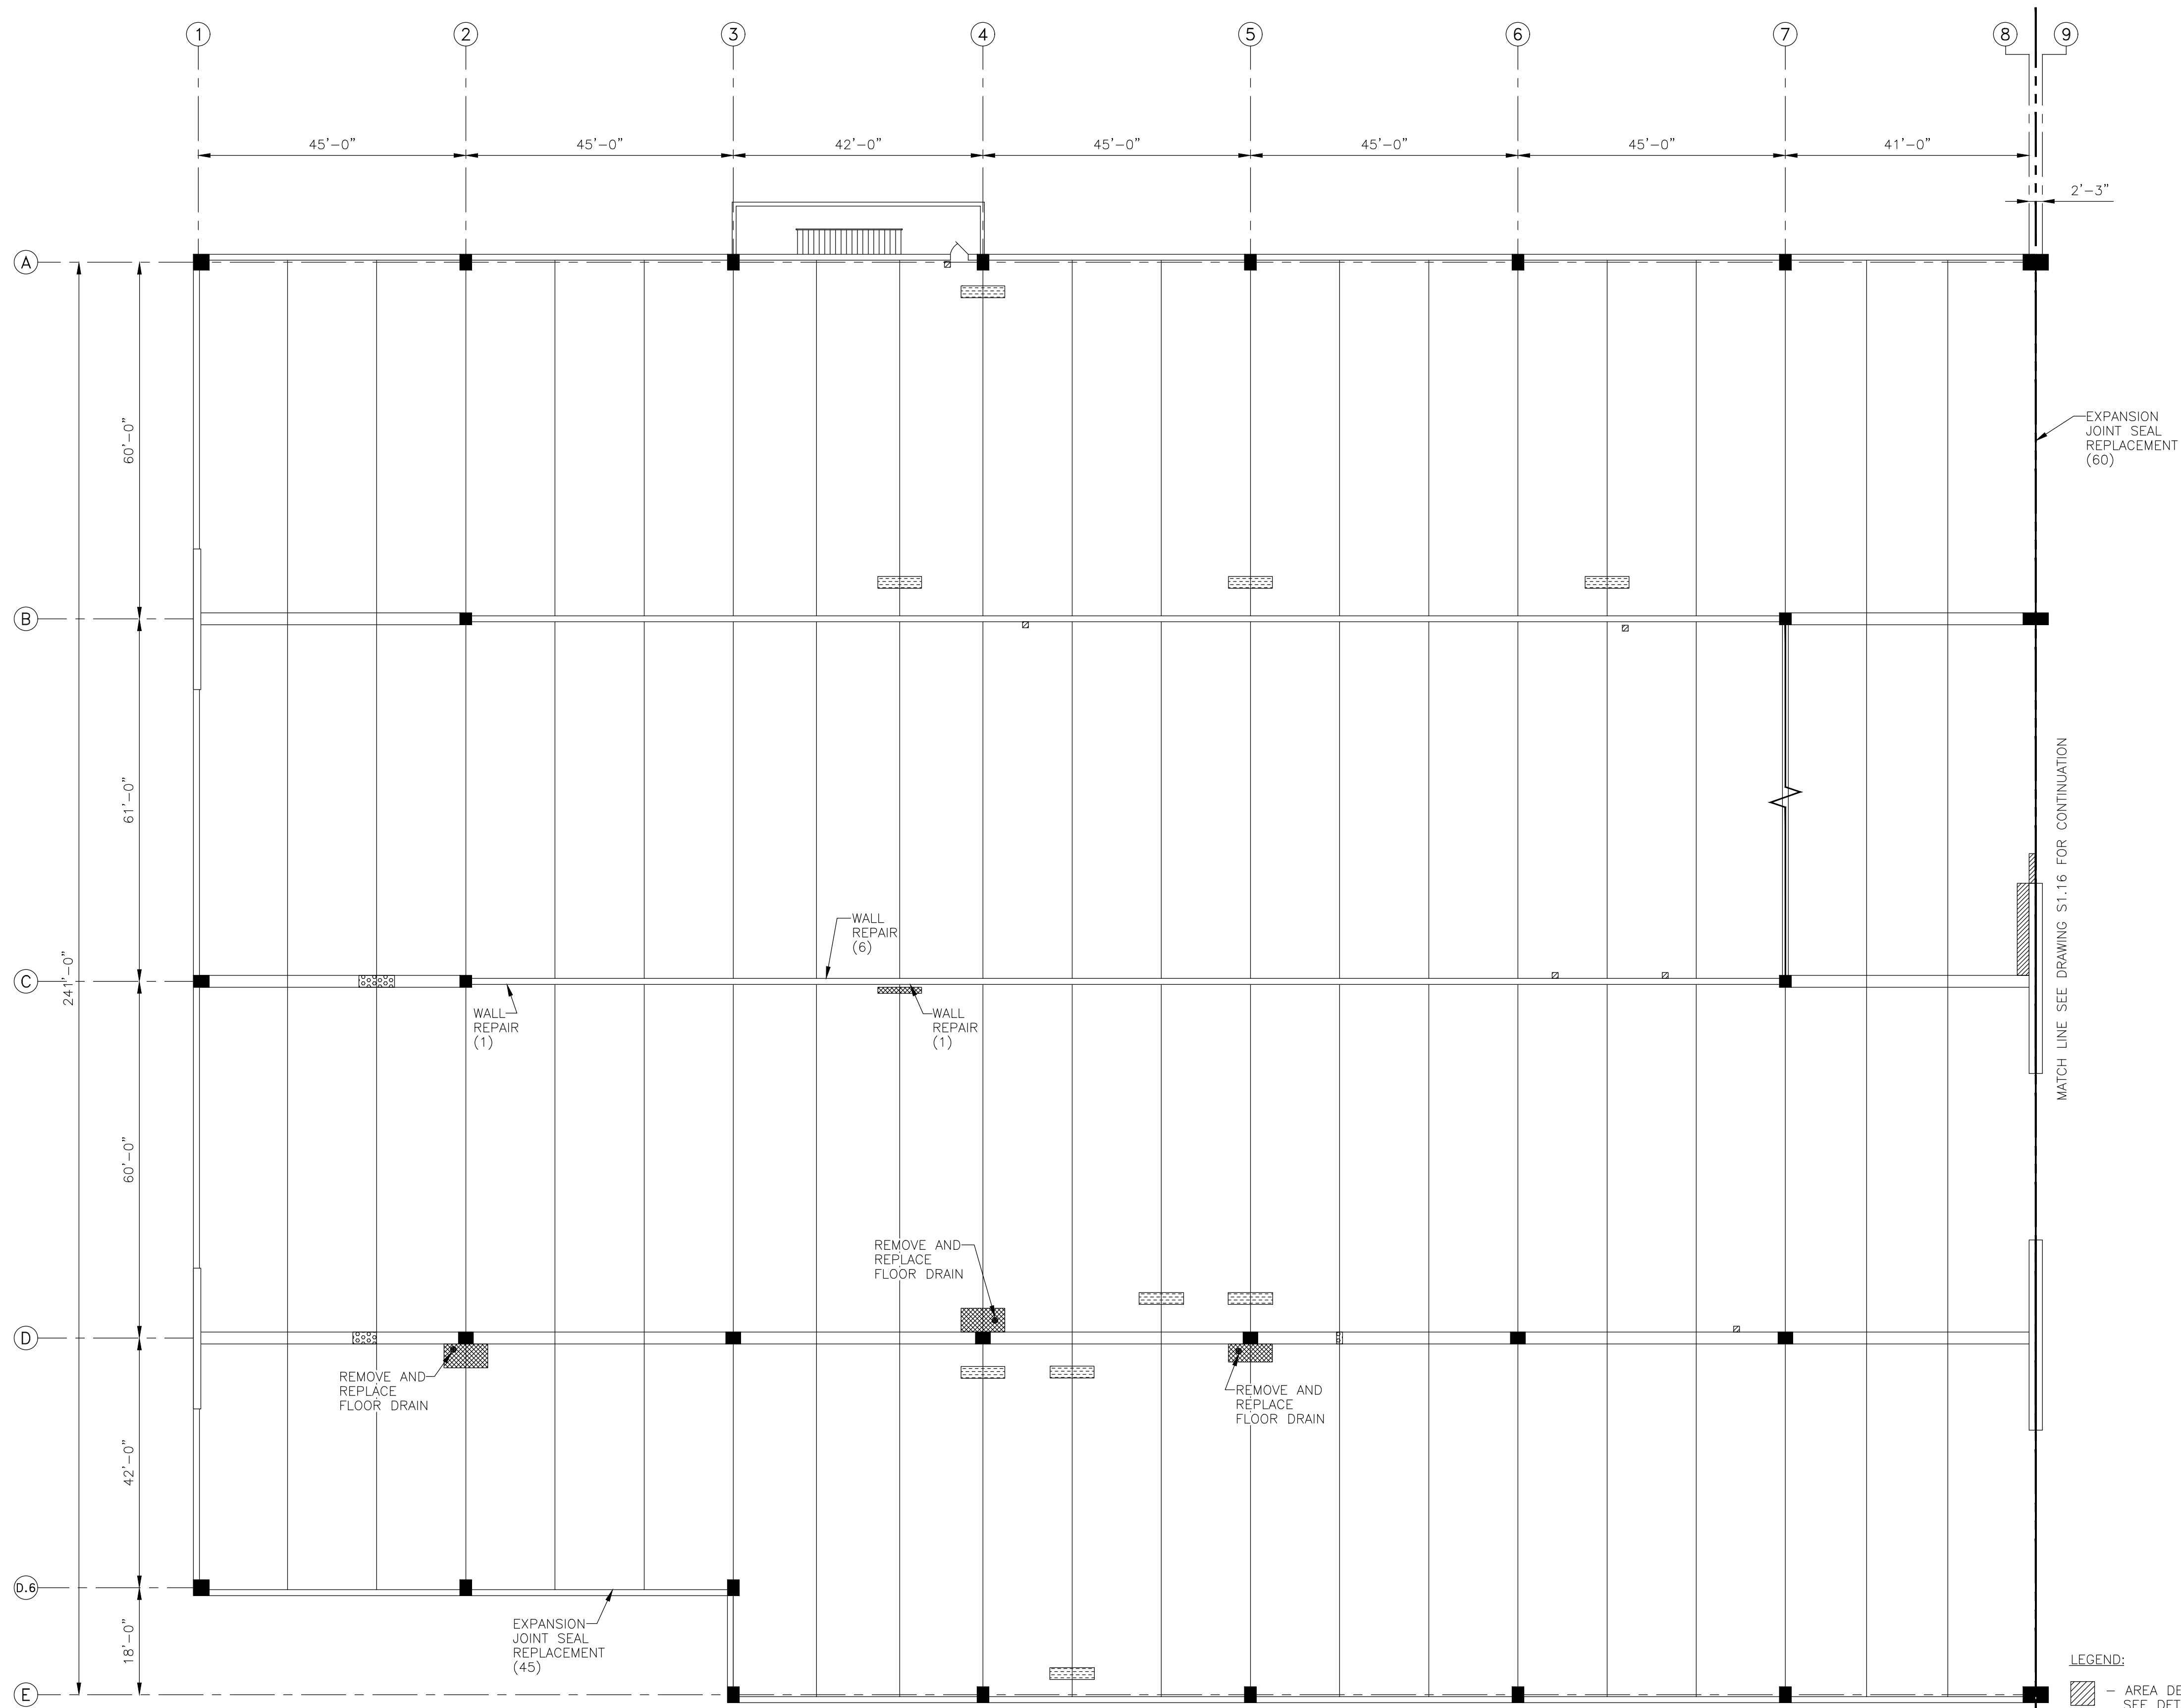 1 2 3 4 5 6 7 8 9
45'-0" 45'-0" 42'-0" 45'-0" 45'-0" 45'-0" 41'-0"
2'-3"
A
60'-0"
EXPANSION
JOINT SEAL
REPLACEMENT
(60)
B
61'-0"
MATCH LINE SEE DRAWING S1.16 FOR CONTINUATION
WALL
REPAIR
(6)
241'-0"
C
WALL
REPAIR
(1)
WALL
REPAIR
(1)
60'-0"
REMOVE AND
REPLACE
FLOOR DRAIN
D
REMOVE AND
REPLACE
FLOOR DRAIN
REMOVE AND
REPLACE
FLOOR DRAIN
42'-0"
D.6
EXPANSION
JOINT SEAL
REPLACEMENT
(45)
18'-0"
E
LEGEND:
- AREA DE
SEE DET